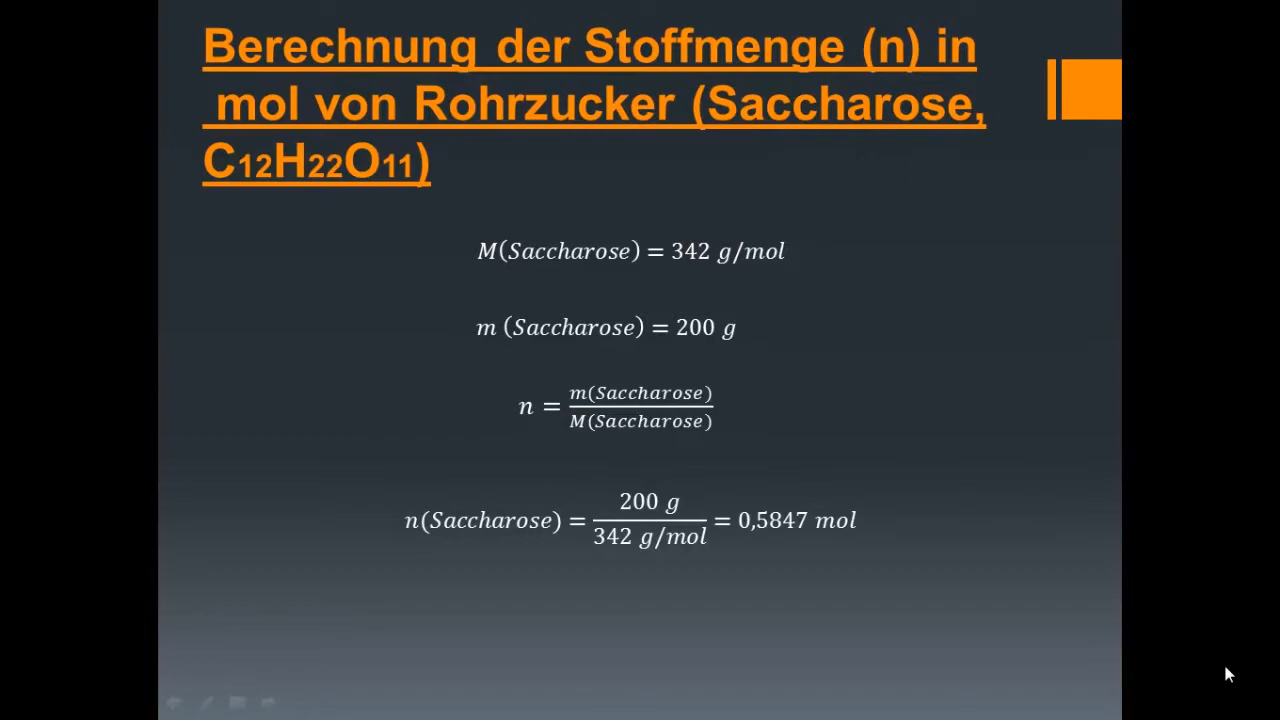 Berechnung der Stoffmenge (n) in
mol von Rohrzucker (Saccharose,
C₁₂H₂₂O₁₁)
M(Saccharose) = 342 g/mol
m (Saccharose) = 200 g
n = m(Saccharose) / M(Saccharose)
n(Saccharose) = 200 g / 342 g/mol = 0,5847 mol